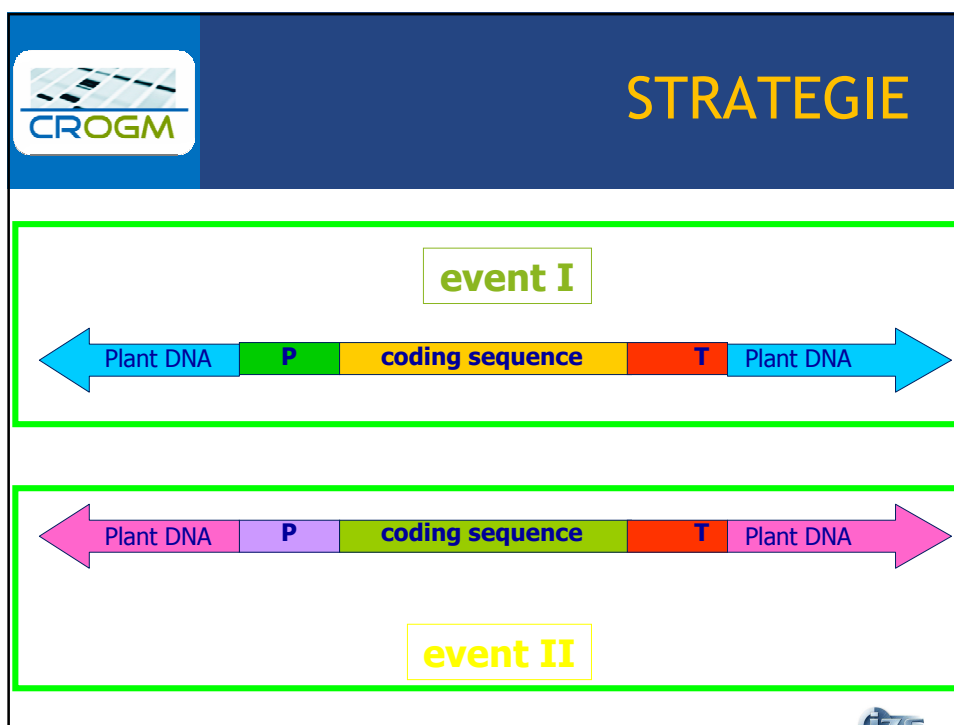 CROGM
STRATEGIE
event I
Plant DNA P coding sequence T Plant DNA
Plant DNA P coding sequence T Plant DNA
event II